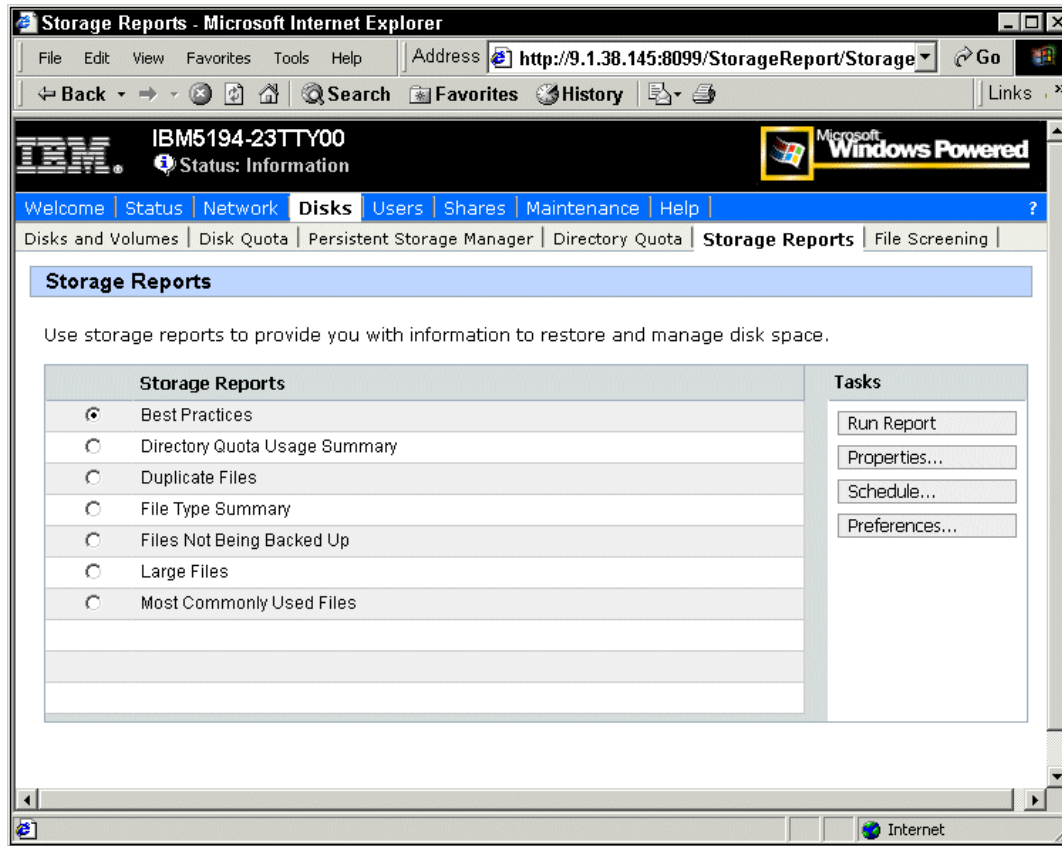 Storage Reports - Microsoft Internet Explorer
File Edit View Favorites Tools Help Address http://9.1.38.145:8099/StorageReport/Storage Go
Back Search Favorites History Links »
IBM. IBM5194-23TTY00 Microsoft Windows Powered
Status: Information
Welcome | Status | Network | Disks | Users | Shares | Maintenance | Help | ?
Disks and Volumes | Disk Quota | Persistent Storage Manager | Directory Quota | Storage Reports | File Screening |
Storage Reports
Use storage reports to provide you with information to restore and manage disk space.
Storage Reports Tasks
Best Practices
Run Report
Directory Quota Usage Summary
Properties...
Duplicate Files
Schedule...
File Type Summary
Preferences...
Files Not Being Backed Up
Large Files
Most Commonly Used Files
Internet